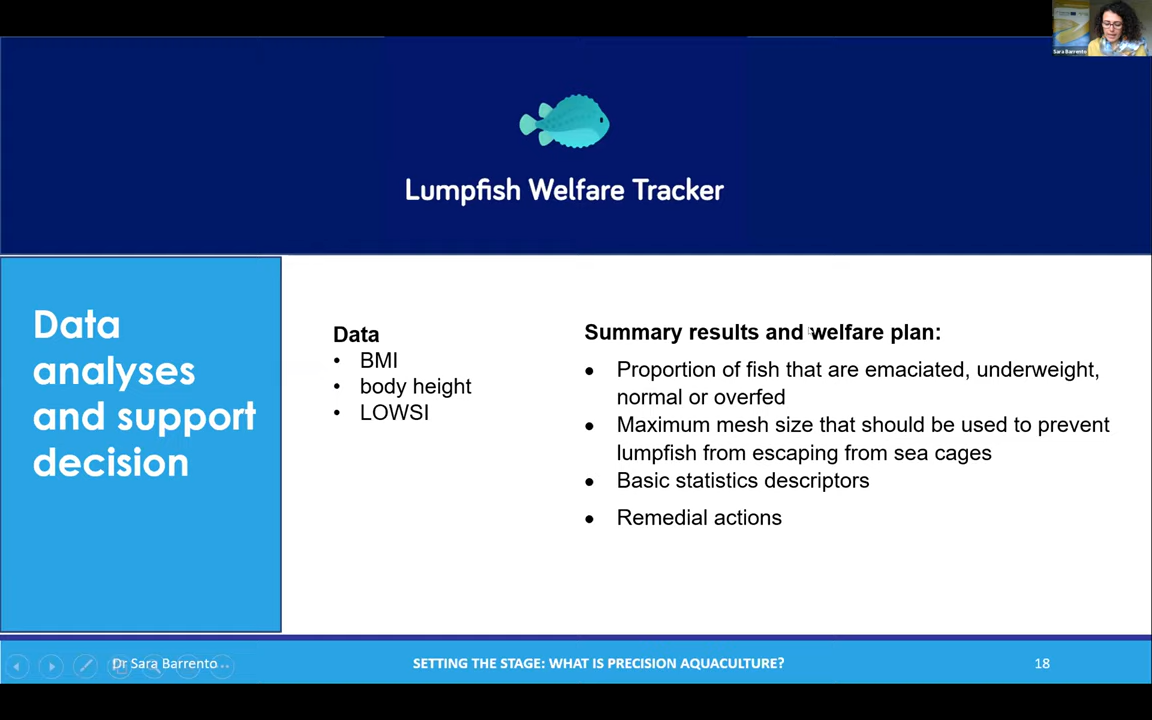 Sara Barrento
Lumpfish Welfare Tracker
Data
analyses
and support
decision
Data
• BMI
• body height
• LOWSI
Summary results and welfare plan:
• Proportion of fish that are emaciated, underweight,
normal or overfed
• Maximum mesh size that should be used to prevent
lumpfish from escaping from sea cages
• Basic statistics descriptors
• Remedial actions
Dr Sara Barrento
SETTING THE STAGE: WHAT IS PRECISION AQUACULTURE?
18